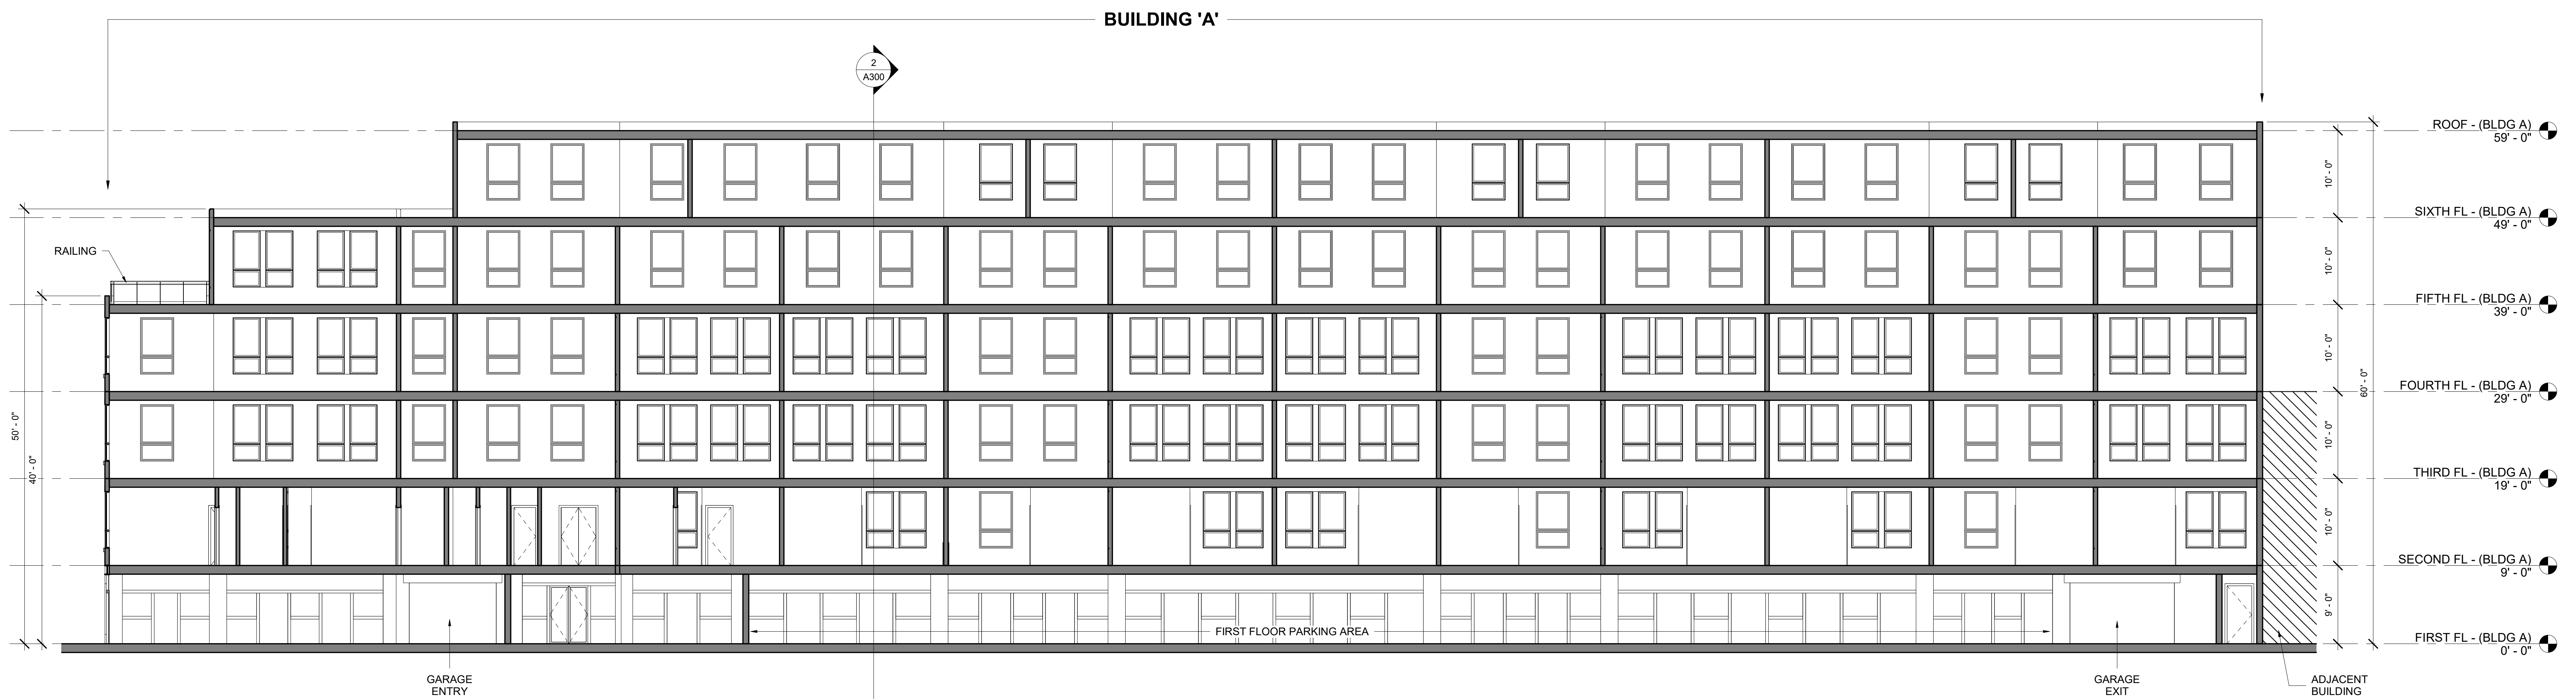 BUILDING 'A'
2
A300
ROOF - (BLDG A)
59' - 0"
10' - 0"
SIXTH FL - (BLDG A)
49' - 0"
RAILING
10' - 0"
FIFTH FL - (BLDG A)
39' - 0"
10' - 0"
60' - 0"
FOURTH FL - (BLDG A)
29' - 0"
50' - 0"
10' - 0"
40' - 0"
THIRD FL - (BLDG A)
19' - 0"
10' - 0"
SECOND FL - (BLDG A)
9' - 0"
9' - 0"
FIRST FLOOR PARKING AREA
FIRST FL - (BLDG A)
0' - 0"
GARAGE
ENTRY
GARAGE
EXIT
ADJACENT
BUILDING